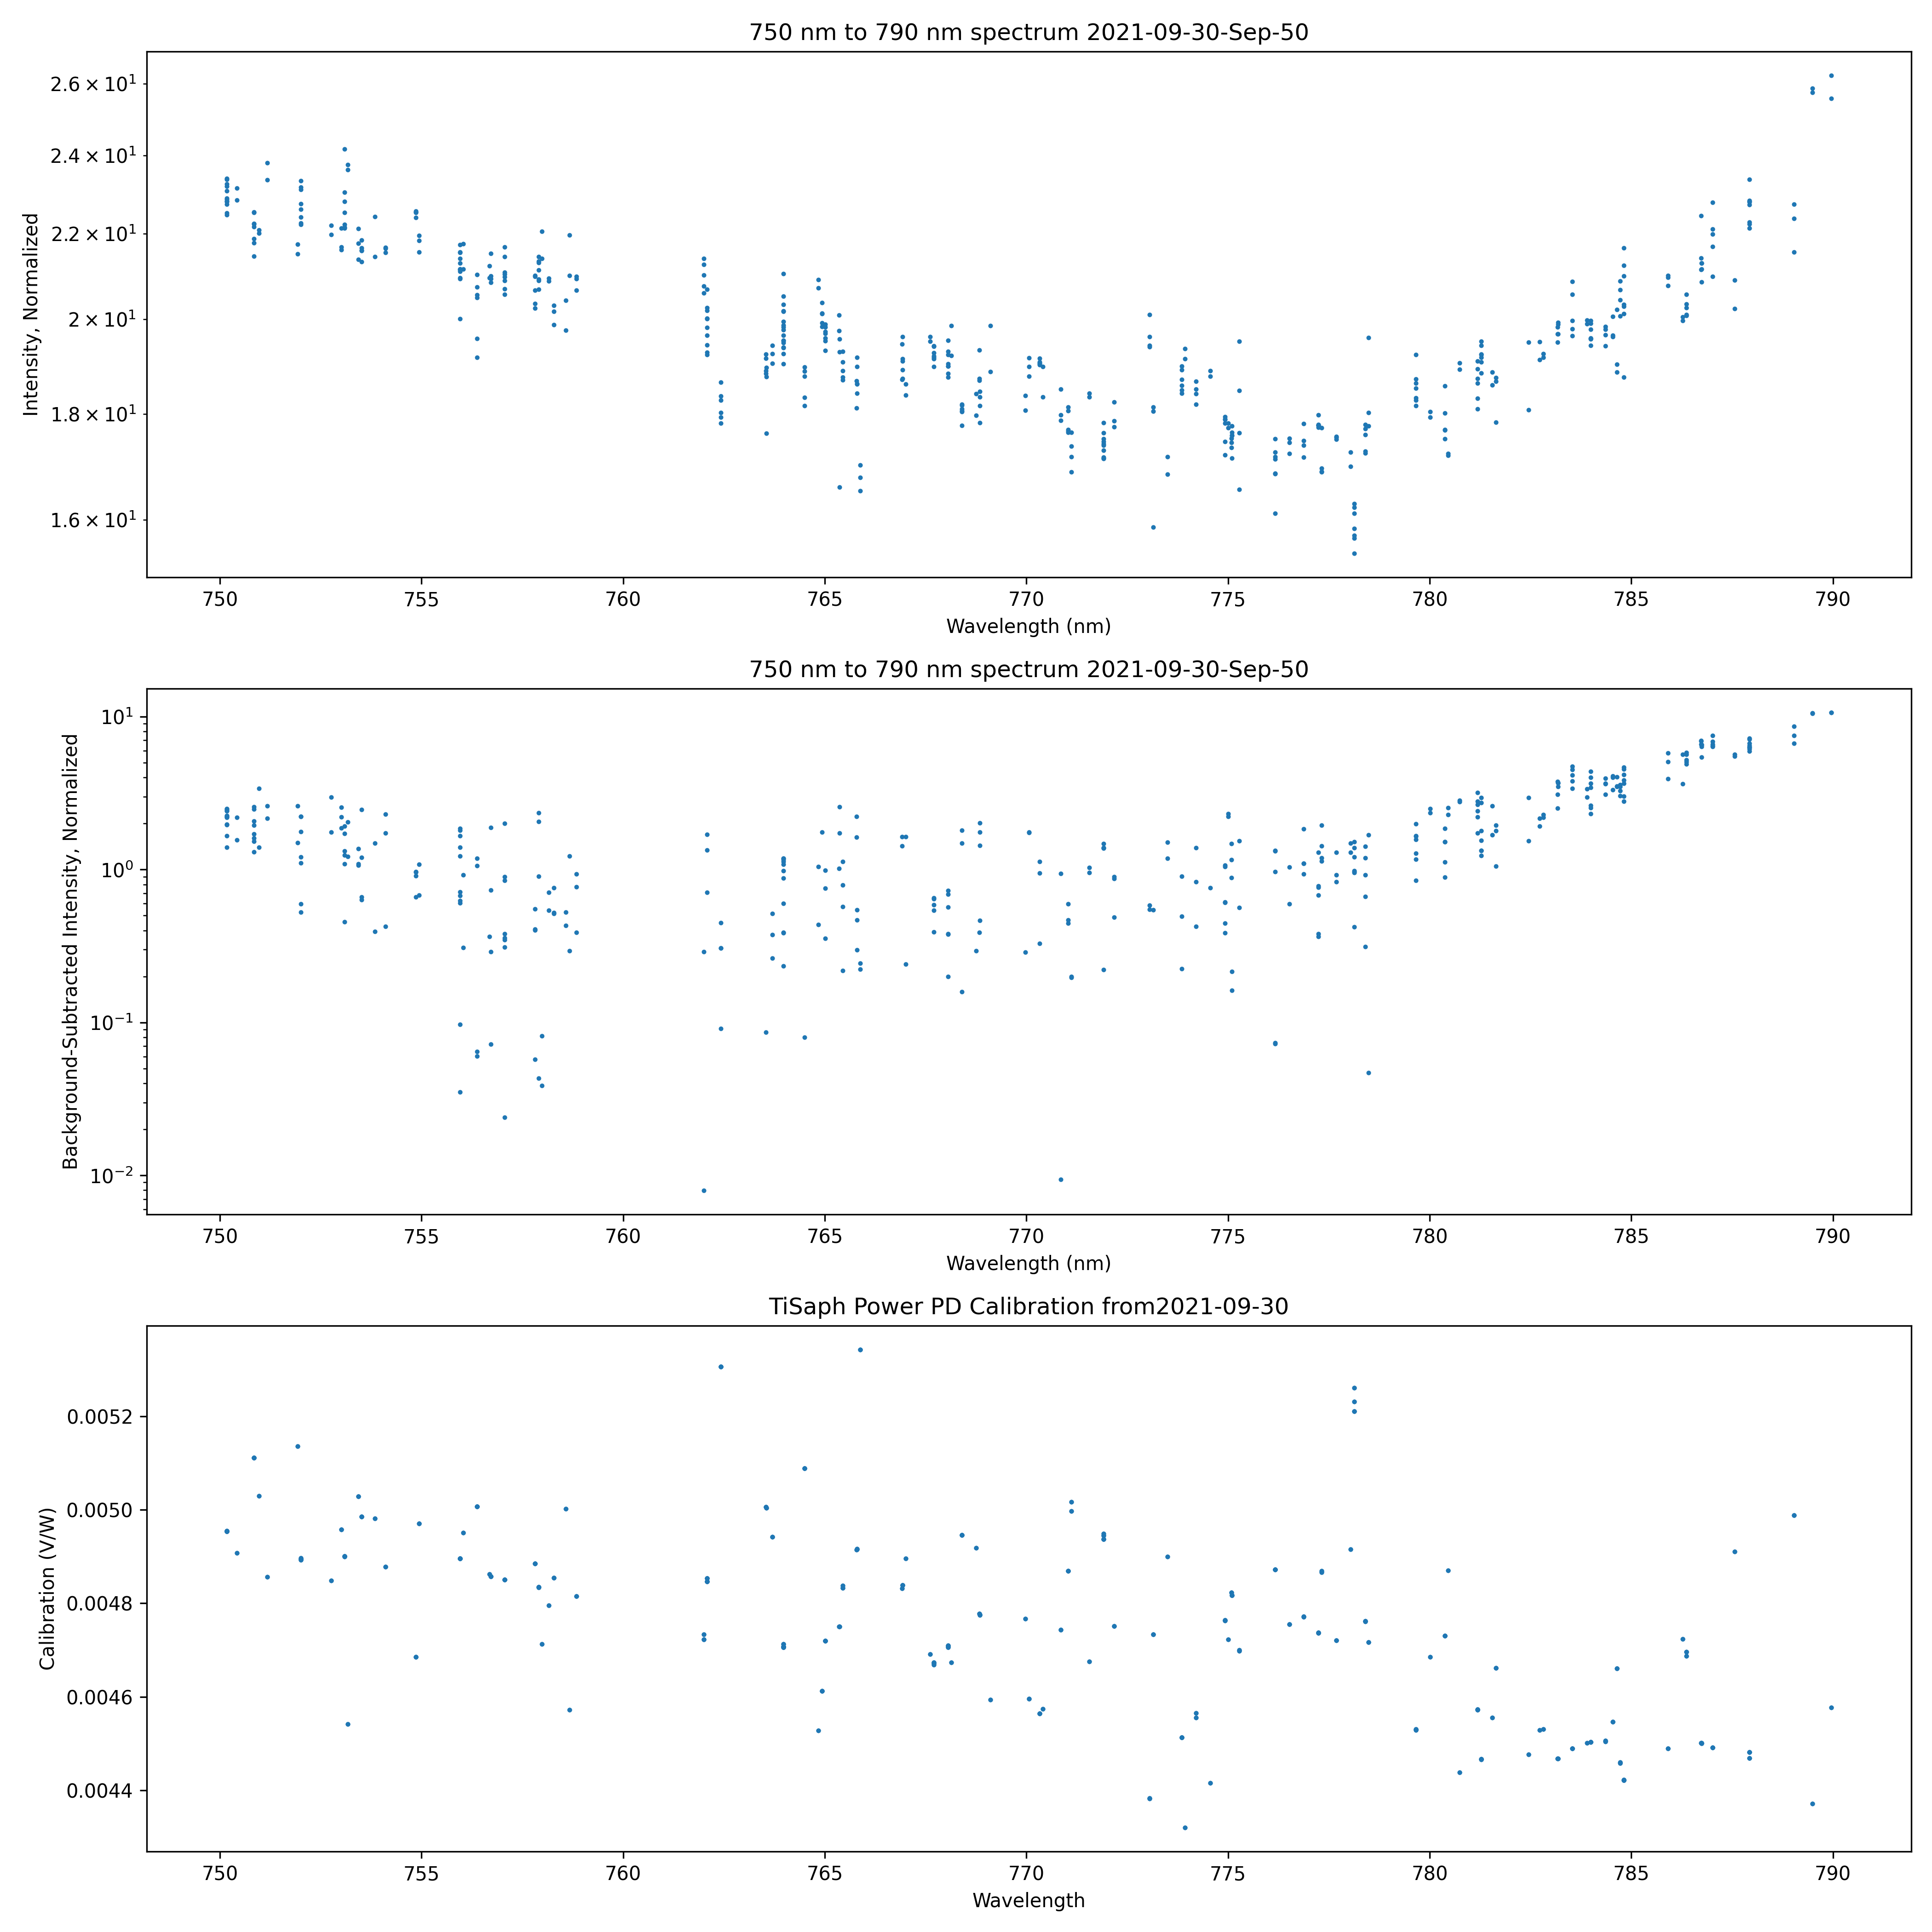 750 nm to 790 nm spectrum 2021-09-30-Sep-50
2.6 × 10¹
2.4 × 10¹
2.2 × 10¹
2 × 10¹
1.8 × 10¹
1.6 × 10¹
Intensity, Normalized
750 755 760 765 770 775 780 785 790
Wavelength (nm)
750 nm to 790 nm spectrum 2021-09-30-Sep-50
10¹
10⁰
10⁻¹
10⁻²
Background-Subtracted Intensity, Normalized
750 755 760 765 770 775 780 785 790
Wavelength (nm)
TiSaph Power PD Calibration from2021-09-30
0.0052
0.0050
0.0048
0.0046
0.0044
Calibration (V/W)
750 755 760 765 770 775 780 785 790
Wavelength